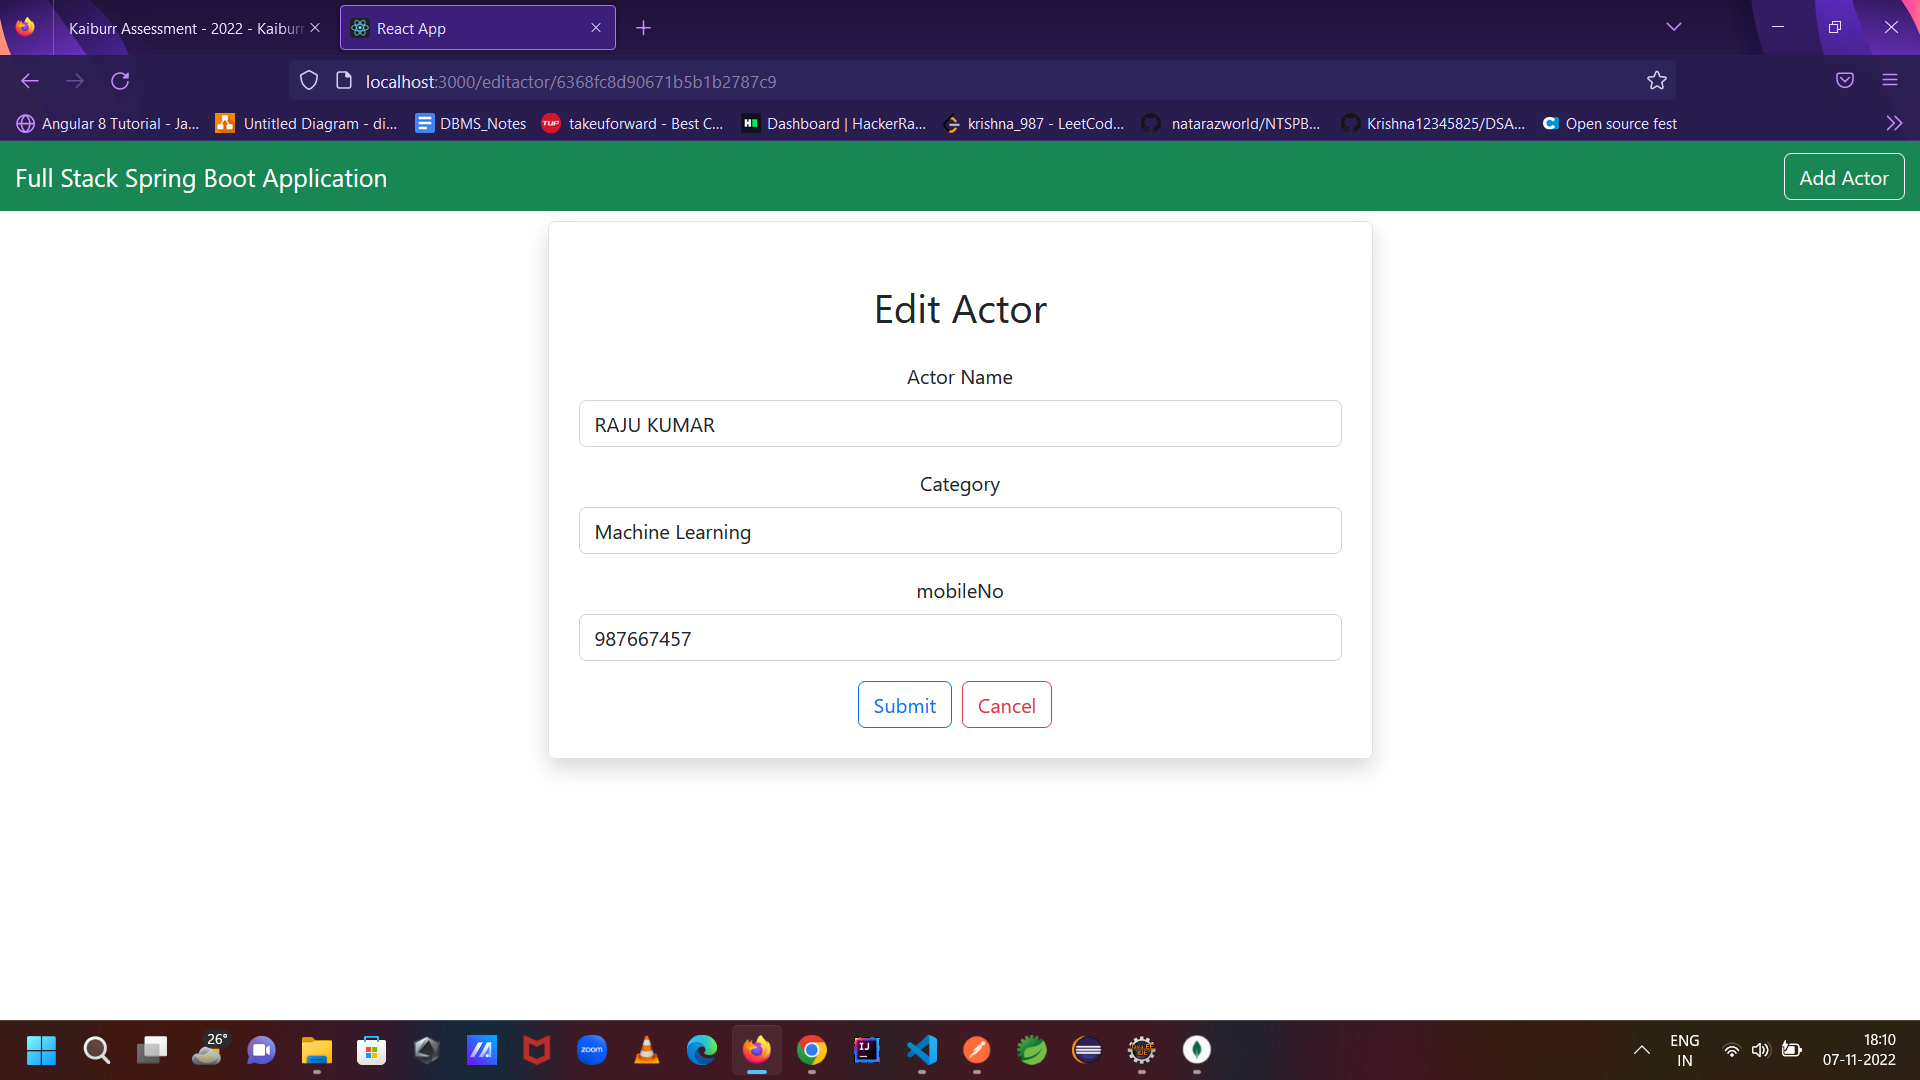 Kaiburr Assessment - 2022 - Kaiburr
React App
localhost:3000/editactor/6368fc8d90671b5b1b2787c9
Angular 8 Tutorial - Ja...
Untitled Diagram - di...
DBMS_Notes
takeuforward - Best C...
Dashboard | HackerRa...
krishna_987 - LeetCod...
natarazworld/NTSPB...
Krishna12345825/DSA...
Open source fest
Full Stack Spring Boot Application
Add Actor
Edit Actor
Actor Name
RAJU KUMAR
Category
Machine Learning
mobileNo
987667457
Submit
Cancel
26°
zoom
ENG
IN
18:10
07-11-2022